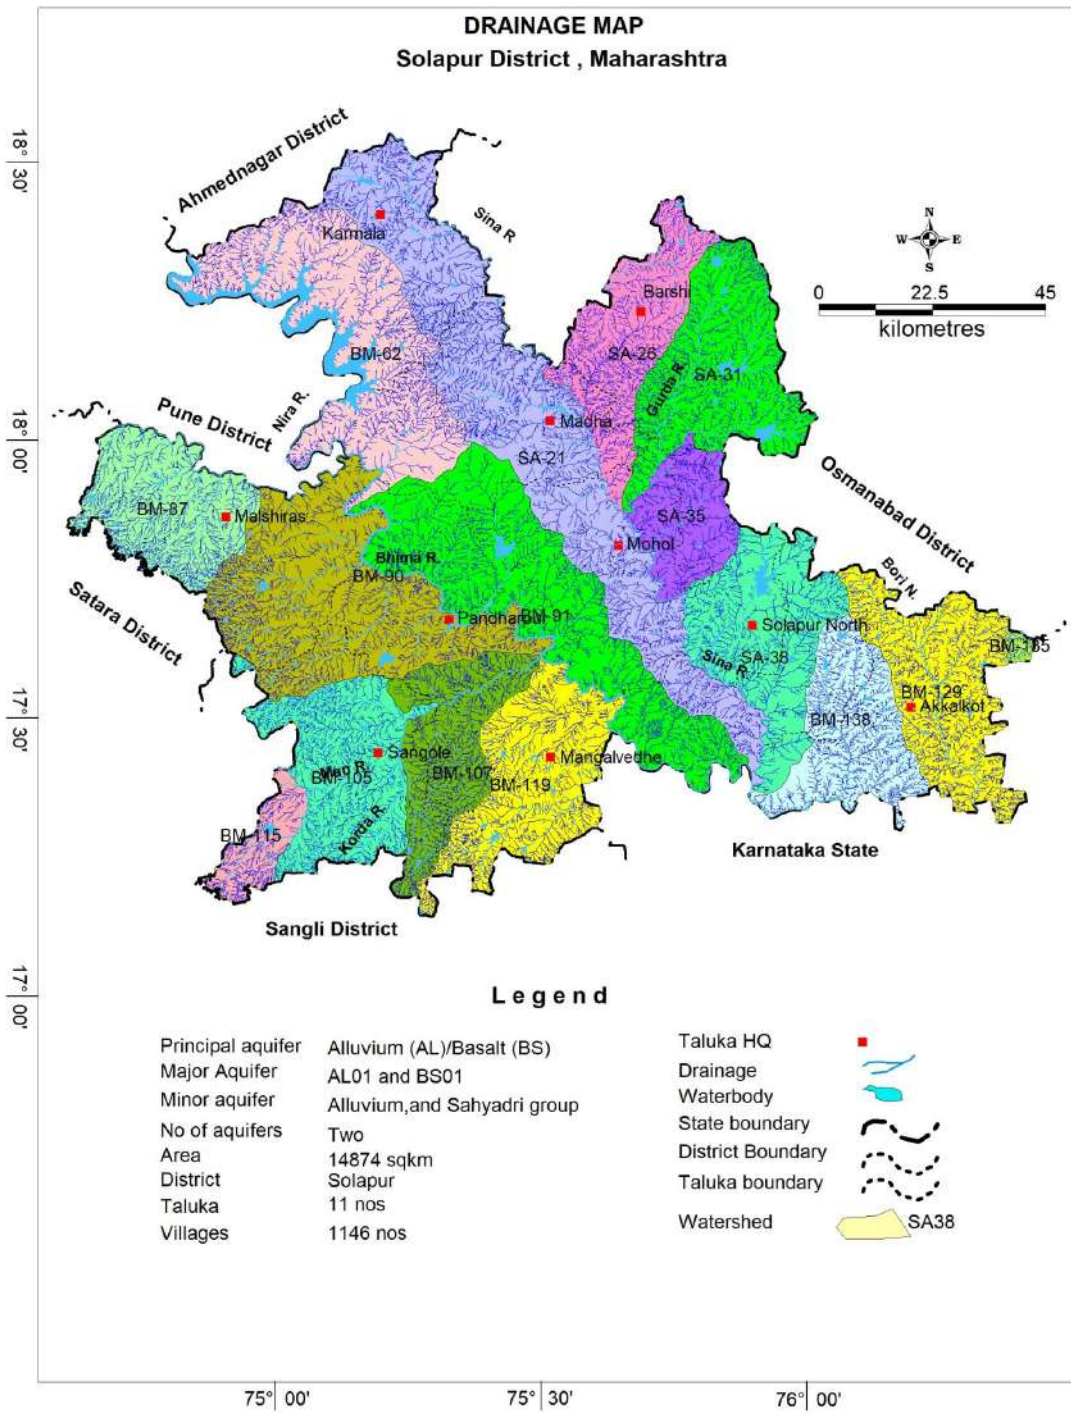 DRAINAGE MAP
Solapur District , Maharashtra
18° 30'
Ahmednagar District
Sina R
Karmala
N
W E
S
0 22.5 45
kilometres
Barshi
BM-62
SA-26
SA-31
Gurda R.
Nira R.
Pune District
Madha
18° 00'
SA-21
Osmanabad District
BM-87
Malshiras
SA-35
Mohol
Bhima R.
BM-90
Bori N.
Satara District
Pandharpur
BM-91
Solapur North
SA-38
Sina R.
BM-135
BM-129
Akkalkot
17° 30'
BM-138
Sangole
Man R.
BM-105
BM-107
Mangalvedhe
BM-119
Korda R
BM-115
Karnataka State
Sangli District
17° 00'
Legend
Principal aquifer Alluvium (AL)/Basalt (BS)
Major Aquifer AL01 and BS01
Minor aquifer Alluvium,and Sahyadri group
No of aquifers Two
Area 14874 sqkm
District Solapur
Taluka 11 nos
Villages 1146 nos
Taluka HQ
Drainage
Waterbody
State boundary
District Boundary
Taluka boundary
Watershed SA38
75° 00' 75° 30' 76° 00'